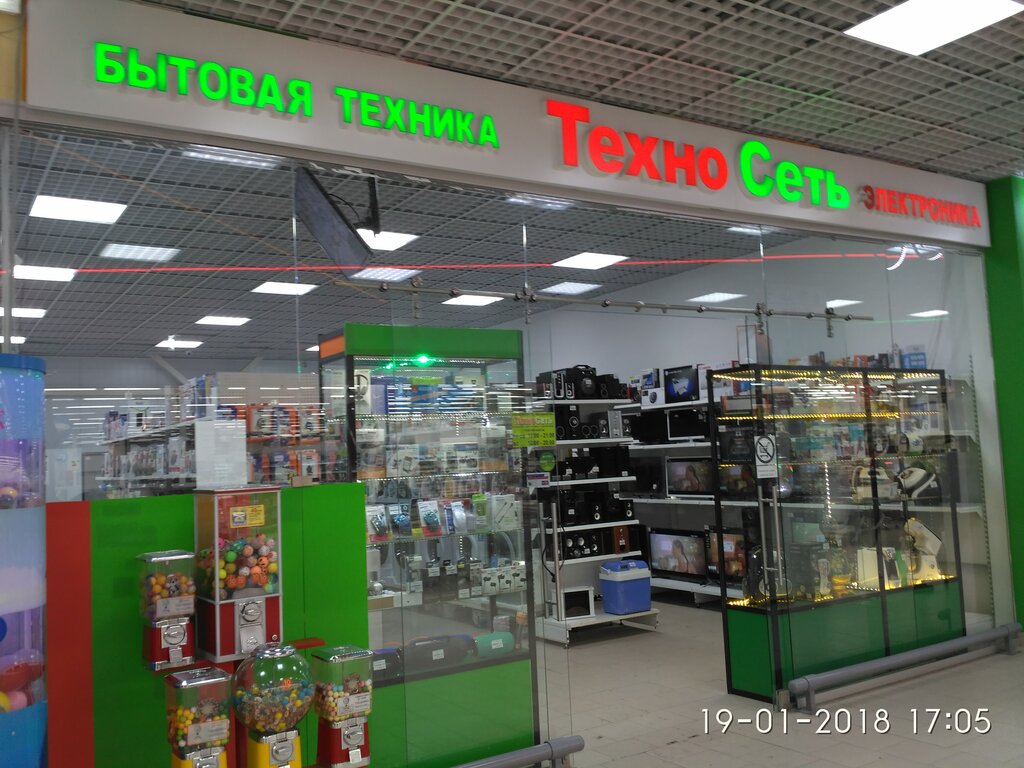 БЫТОВАЯ ТЕХНИКА
Техно Сеть
ЭЛЕКТРОНИКА
19-01-2018 17:05